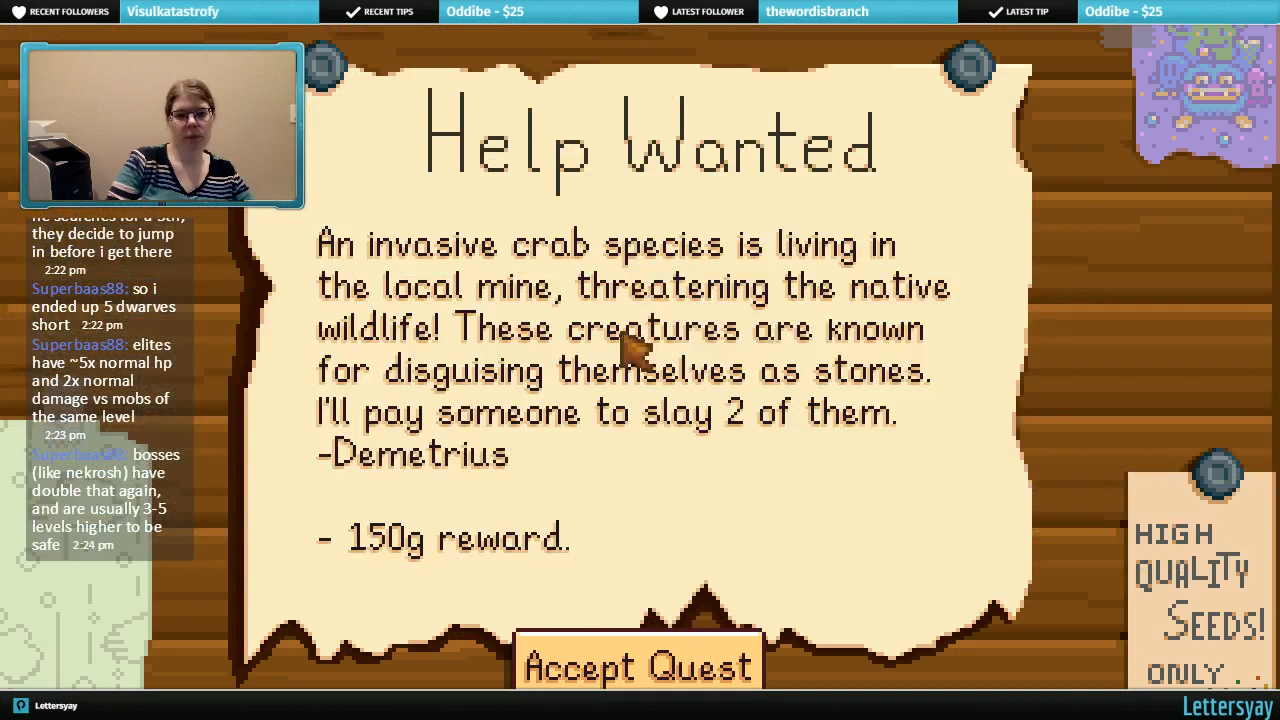 RECENT FOLLOWERS Visulkatastrofy RECENT TIPS Oddibe - $25 LATEST FOLLOWER thewordisbranch LATEST TIP Oddibe - $25
Help Wanted
An invasive crab species is living in
the local mine, threatening the native
wildlife! These creatures are known
for disguising themselves as stones.
I'll pay someone to slay 2 of them.
-Demetrius
- 150g reward.
Accept Quest
he searches for a 5th,
they decide to jump
in before i get there
2:22 pm
Superbaas88: so i
ended up 5 dwarves
short 2:22 pm
Superbaas88: elites
have ~5x normal hp
and 2x normal
damage vs mobs of
the same level
2:23 pm
Superbaas88: bosses
(like nekrosh) have
double that again,
and are usually 3-5
levels higher to be
safe 2:24 pm
HIGH
QUALITY
SEEDS!
ONLY
Lettersyay
Lettersyay